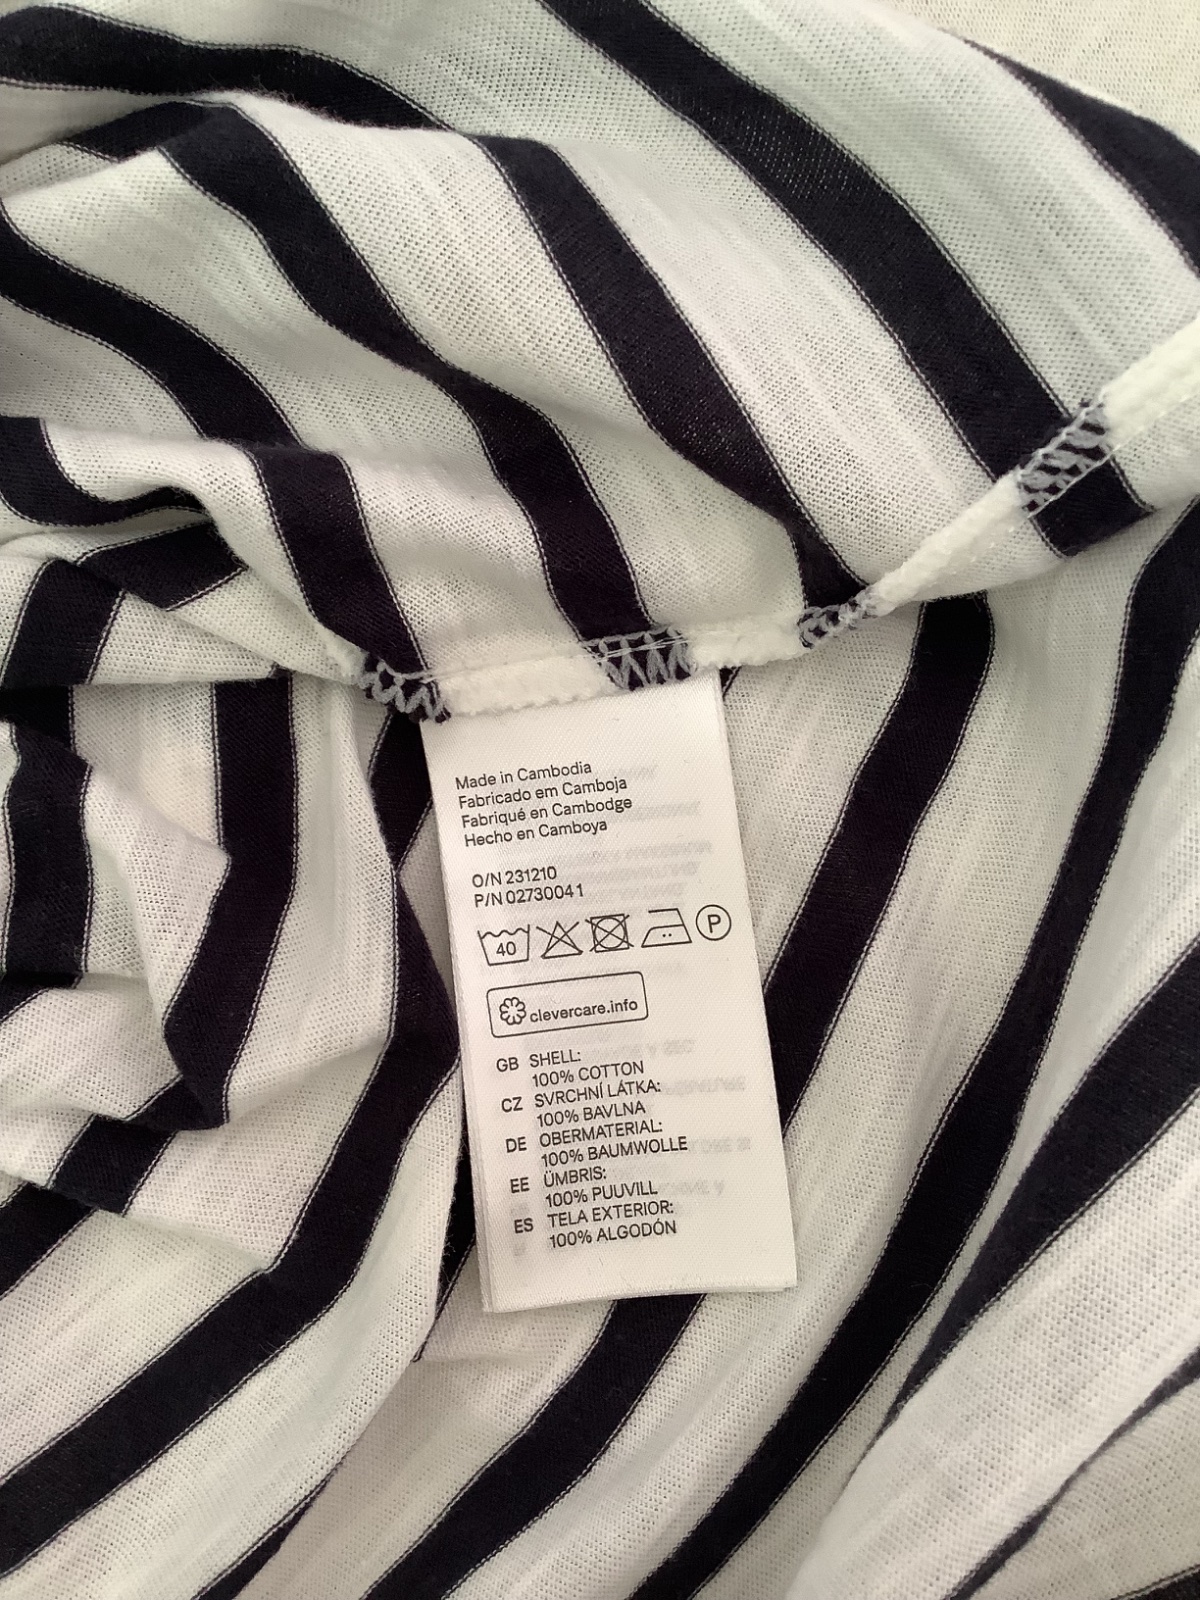 Made in Cambodia
Fabricado em Camboja
Fabriqué en Cambodge
Hecho en Camboya
O/N 231210
P/N 02730041
40 P
clevercare.info
GB SHELL:
100% COTTON
CZ SVRCHNÍ LÁTKA:
100% BAVLNA
DE OBERMATERIAL:
100% BAUMWOLLE
EE ÜMBRIS:
100% PUUVILL
ES TELA EXTERIOR:
100% ALGODÓN